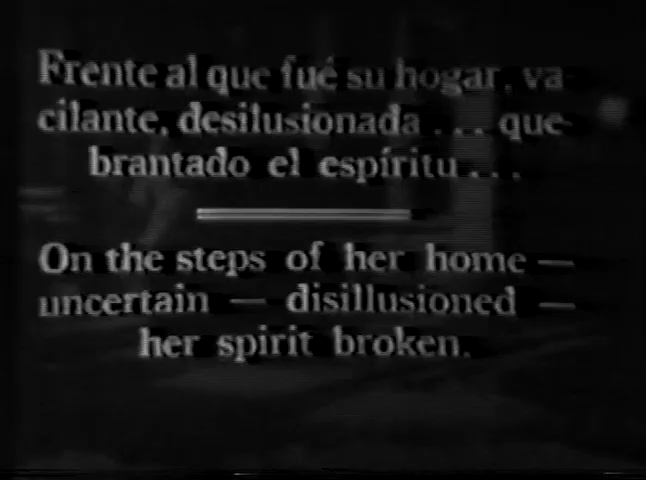 Frente al que fué su hogar, va-
cilante, desilusionada . . . que-
brantado el espíritu . . .
On the steps of her home —
uncertain — disillusioned —
her spirit broken.